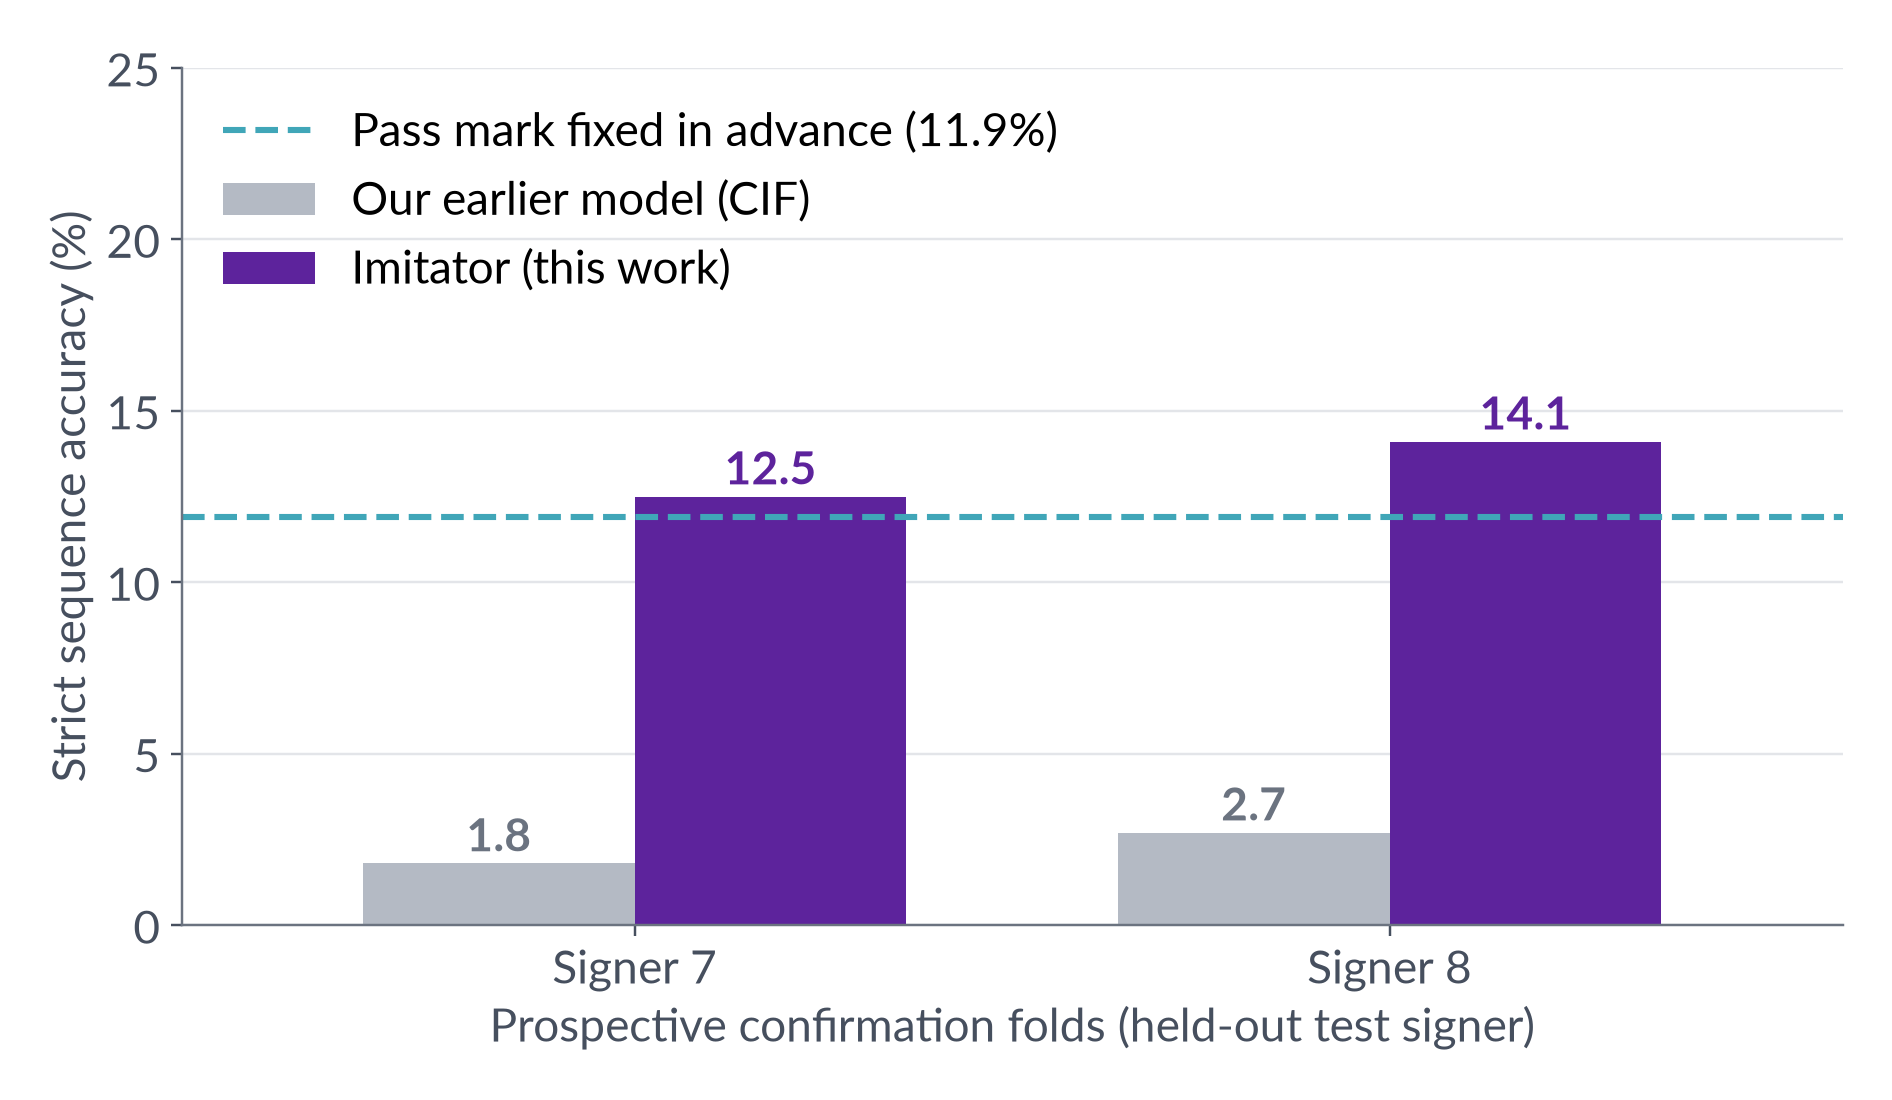 25
Pass mark fixed in advance (11.9%)
Our earlier model (CIF)
20
Imitator (this work)
Strict sequence accuracy (%)
15
14.1
12.5
10
5
2.7
1.8
0
Signer 7
Signer 8
Prospective confirmation folds (held-out test signer)